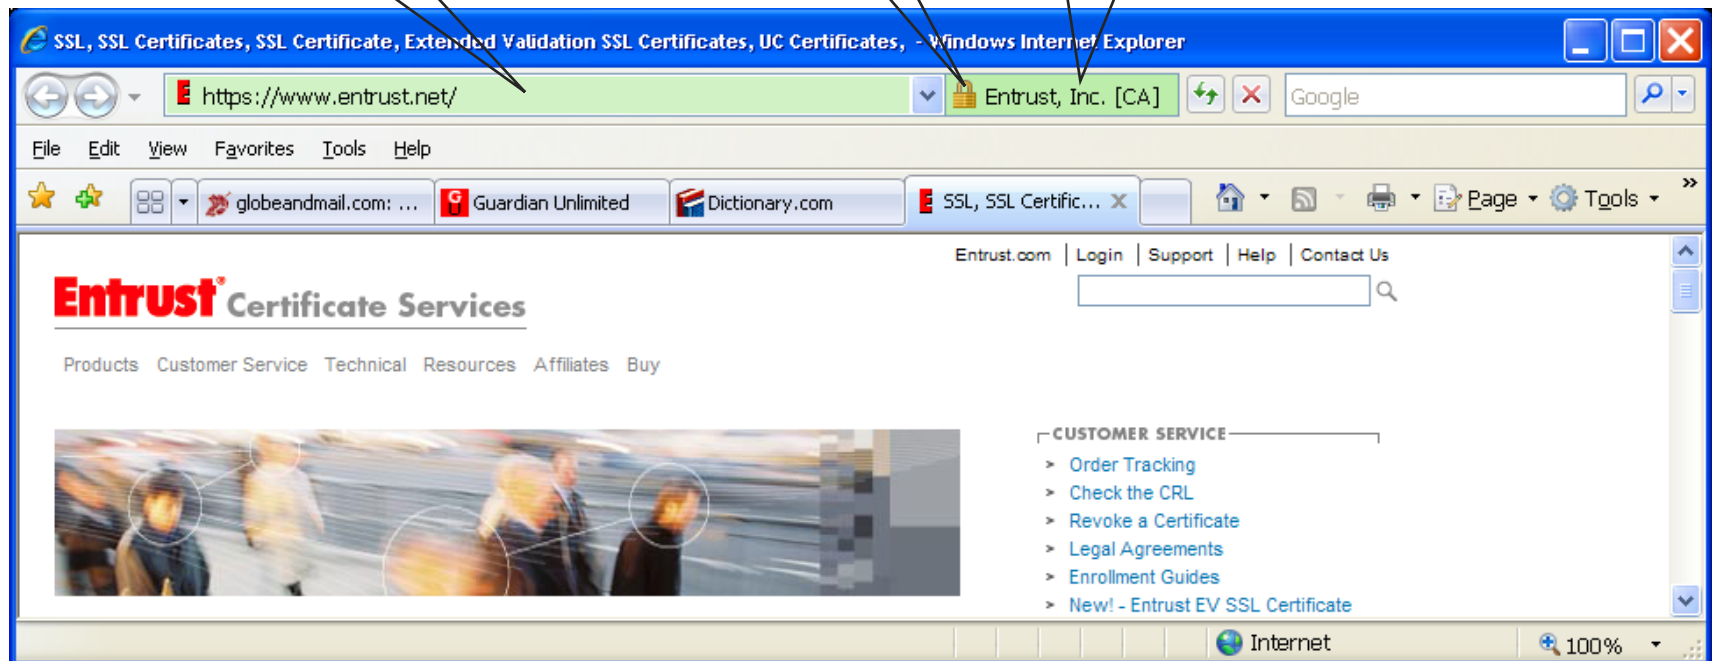 SSL, SSL Certificates, SSL Certificate, Extended Validation SSL Certificates, UC Certificates, - Windows Internet Explorer
https://www.entrust.net/ Entrust, Inc. [CA] Google
File Edit View Favorites Tools Help
globeandmail.com: ... Guardian Unlimited Dictionary.com SSL, SSL Certific... Page Tools »
Entrust.com | Login | Support | Help | Contact Us
Entrust® Certificate Services
Products Customer Service Technical Resources Affiliates Buy
CUSTOMER SERVICE
➤ Order Tracking
➤ Check the CRL
➤ Revoke a Certificate
➤ Legal Agreements
➤ Enrollment Guides
➤ New! - Entrust EV SSL Certificate
Internet 100%